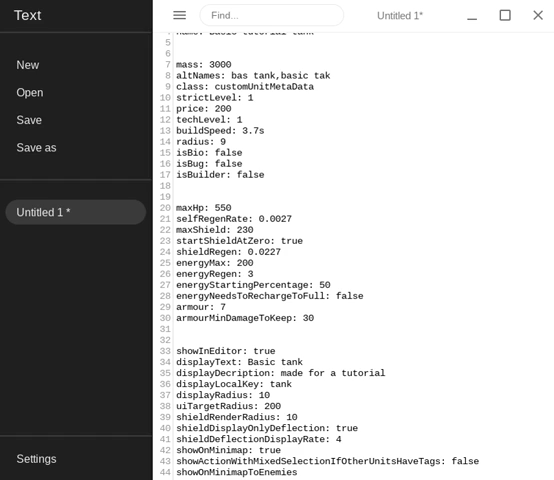 Text
Find...
Untitled 1*
New
Open
Save
Save as
Untitled 1 *
Settings
4 name: Basic tutorial tank
5
6
7 mass: 3000
8 altNames: bas tank,basic tak
9 class: customUnitMetaData
10 strictLevel: 1
11 price: 200
12 techLevel: 1
13 buildSpeed: 3.7s
14 radius: 9
15 isBio: false
16 isBug: false
17 isBuilder: false
18
19
20 maxHp: 550
21 selfRegenRate: 0.0027
22 maxShield: 230
23 startShieldAtZero: true
24 shieldRegen: 0.0227
25 energyMax: 200
26 energyRegen: 3
27 energyStartingPercentage: 50
28 energyNeedsToRechargeToFull: false
29 armour: 7
30 armourMinDamageToKeep: 30
31
32
33 showInEditor: true
34 displayText: Basic tank
35 displayDecription: made for a tutorial
36 displayLocalKey: tank
37 displayRadius: 10
38 uiTargetRadius: 200
39 shieldRenderRadius: 10
40 shieldDisplayOnlyDeflection: true
41 shieldDeflectionDisplayRate: 4
42 showOnMinimap: true
43 showActionWithMixedSelectionIfOtherUnitsHaveTags: false
44 showOnMinimapToEnemies